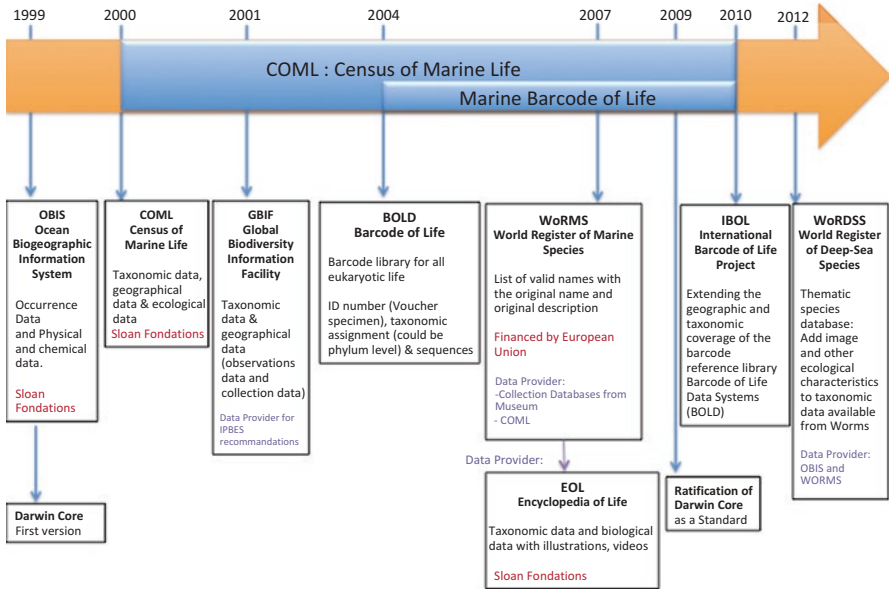 1999 2000 2001 2004 2007 2009 2010 2012
COML : Census of Marine Life
Marine Barcode of Life
OBIS
Ocean
Biogeographic
Information
System
Occurrence
Data
and Physical
and chemical
data.
Sloan
Fondations
COML
Census of
Marine Life
Taxonomic data,
geographical
data & ecological
data
Sloan Fondations
GBIF
Global
Biodiversity
Information
Facility
Taxonomic
data &
geographical
data
(observations
data and
collection data)
Data Provider for
IPBES
recommandations
BOLD
Barcode of Life
Barcode library for all
eukaryotic life
ID number (Voucher
specimen), taxonomic
assignment (could be
phylum level) & sequences
WoRMS
World Register of Marine
Species
List of valid names with
the original name and
original description
Financed by European
Union
Data Provider:
-Collection Databases from
Museum
- COML
IBOL
International
Barcode of Life
Project
Extending the
geographic and
taxonomic
coverage of the
barcode
reference library
Barcode of Life
Data Systems
(BOLD)
WoRDSS
World Register
of Deep-Sea
Species
Thematic
species
database:
Add image
and other
ecological
characteristics
to taxonomic
data available
from Worms
Data Provider:
OBIS and
WORMS
Darwin Core
First version
Data Provider:
EOL
Encyclopedia of Life
Taxonomic data and biological
data with illustrations, videos
Sloan Fondations
Ratification of
Darwin Core
as a Standard